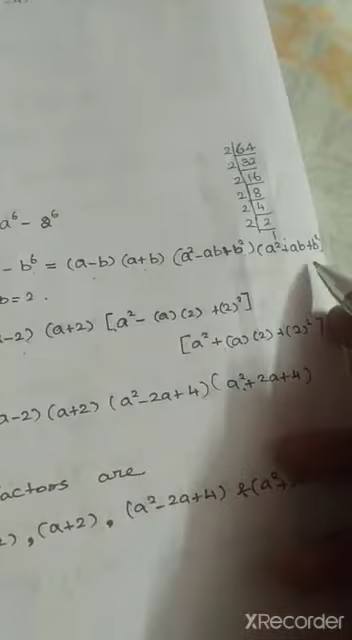 2|64
2|32
2|16
2|8
2|4
2|2
1
a⁶ - 2⁶
- b⁶ = (a-b) (a+b) (a²-ab+b²) (a²+ab+b²
b=2.
-2) (a+2) [a² - (a) (2) + (2)²]
[a² + (a) (2) + (2)²]
a-2) (a+2) (a²-2a+4) (a²+2a+4)
actors are
2), (a+2), (a²-2a+4) & (a²+
XRecorder